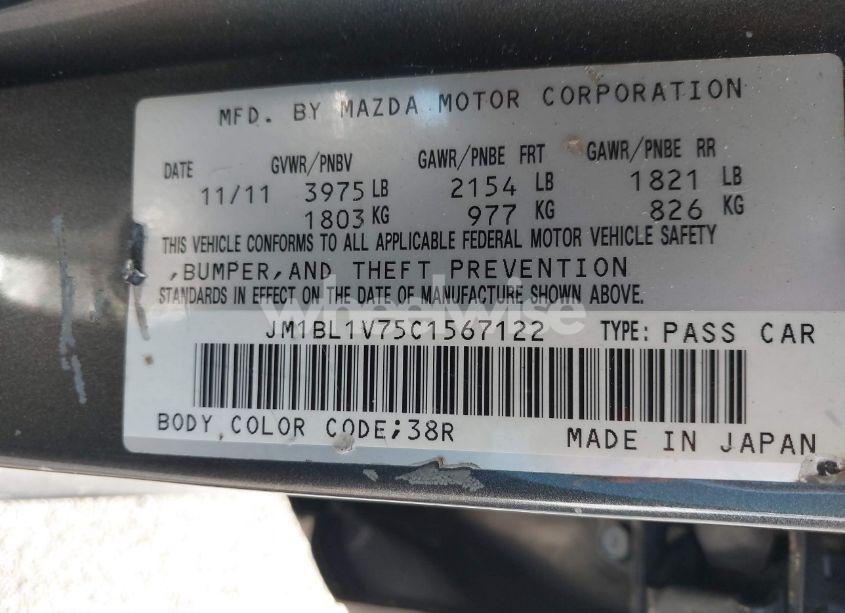 MFD. BY MAZDA MOTOR CORPORATION
DATE GVWR/PNBV GAWR/PNBE FRT GAWR/PNBE RR
11/11 3975 LB 2154 LB 1821 LB
1803 KG 977 KG 826 KG
THIS VEHICLE CONFORMS TO ALL APPLICABLE FEDERAL MOTOR VEHICLE SAFETY
,BUMPER,AND THEFT PREVENTION
STANDARDS IN EFFECT ON THE DATE OF MANUFACTURE SHOWN ABOVE.
wheelwise
JM1BL1V75C1567122 TYPE: PASS CAR
BODY COLOR CODE;38R
MADE IN JAPAN